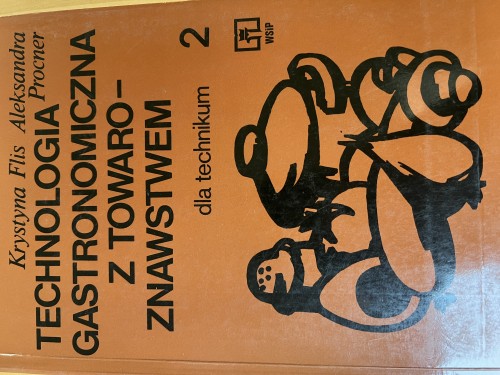 Krystyna Flis Aleksandra
Procner
TECHNOLOGIA
GASTRONOMICZNA
Z TOWARO–
ZNAWSTWEM
2
dla technikum
WSiP